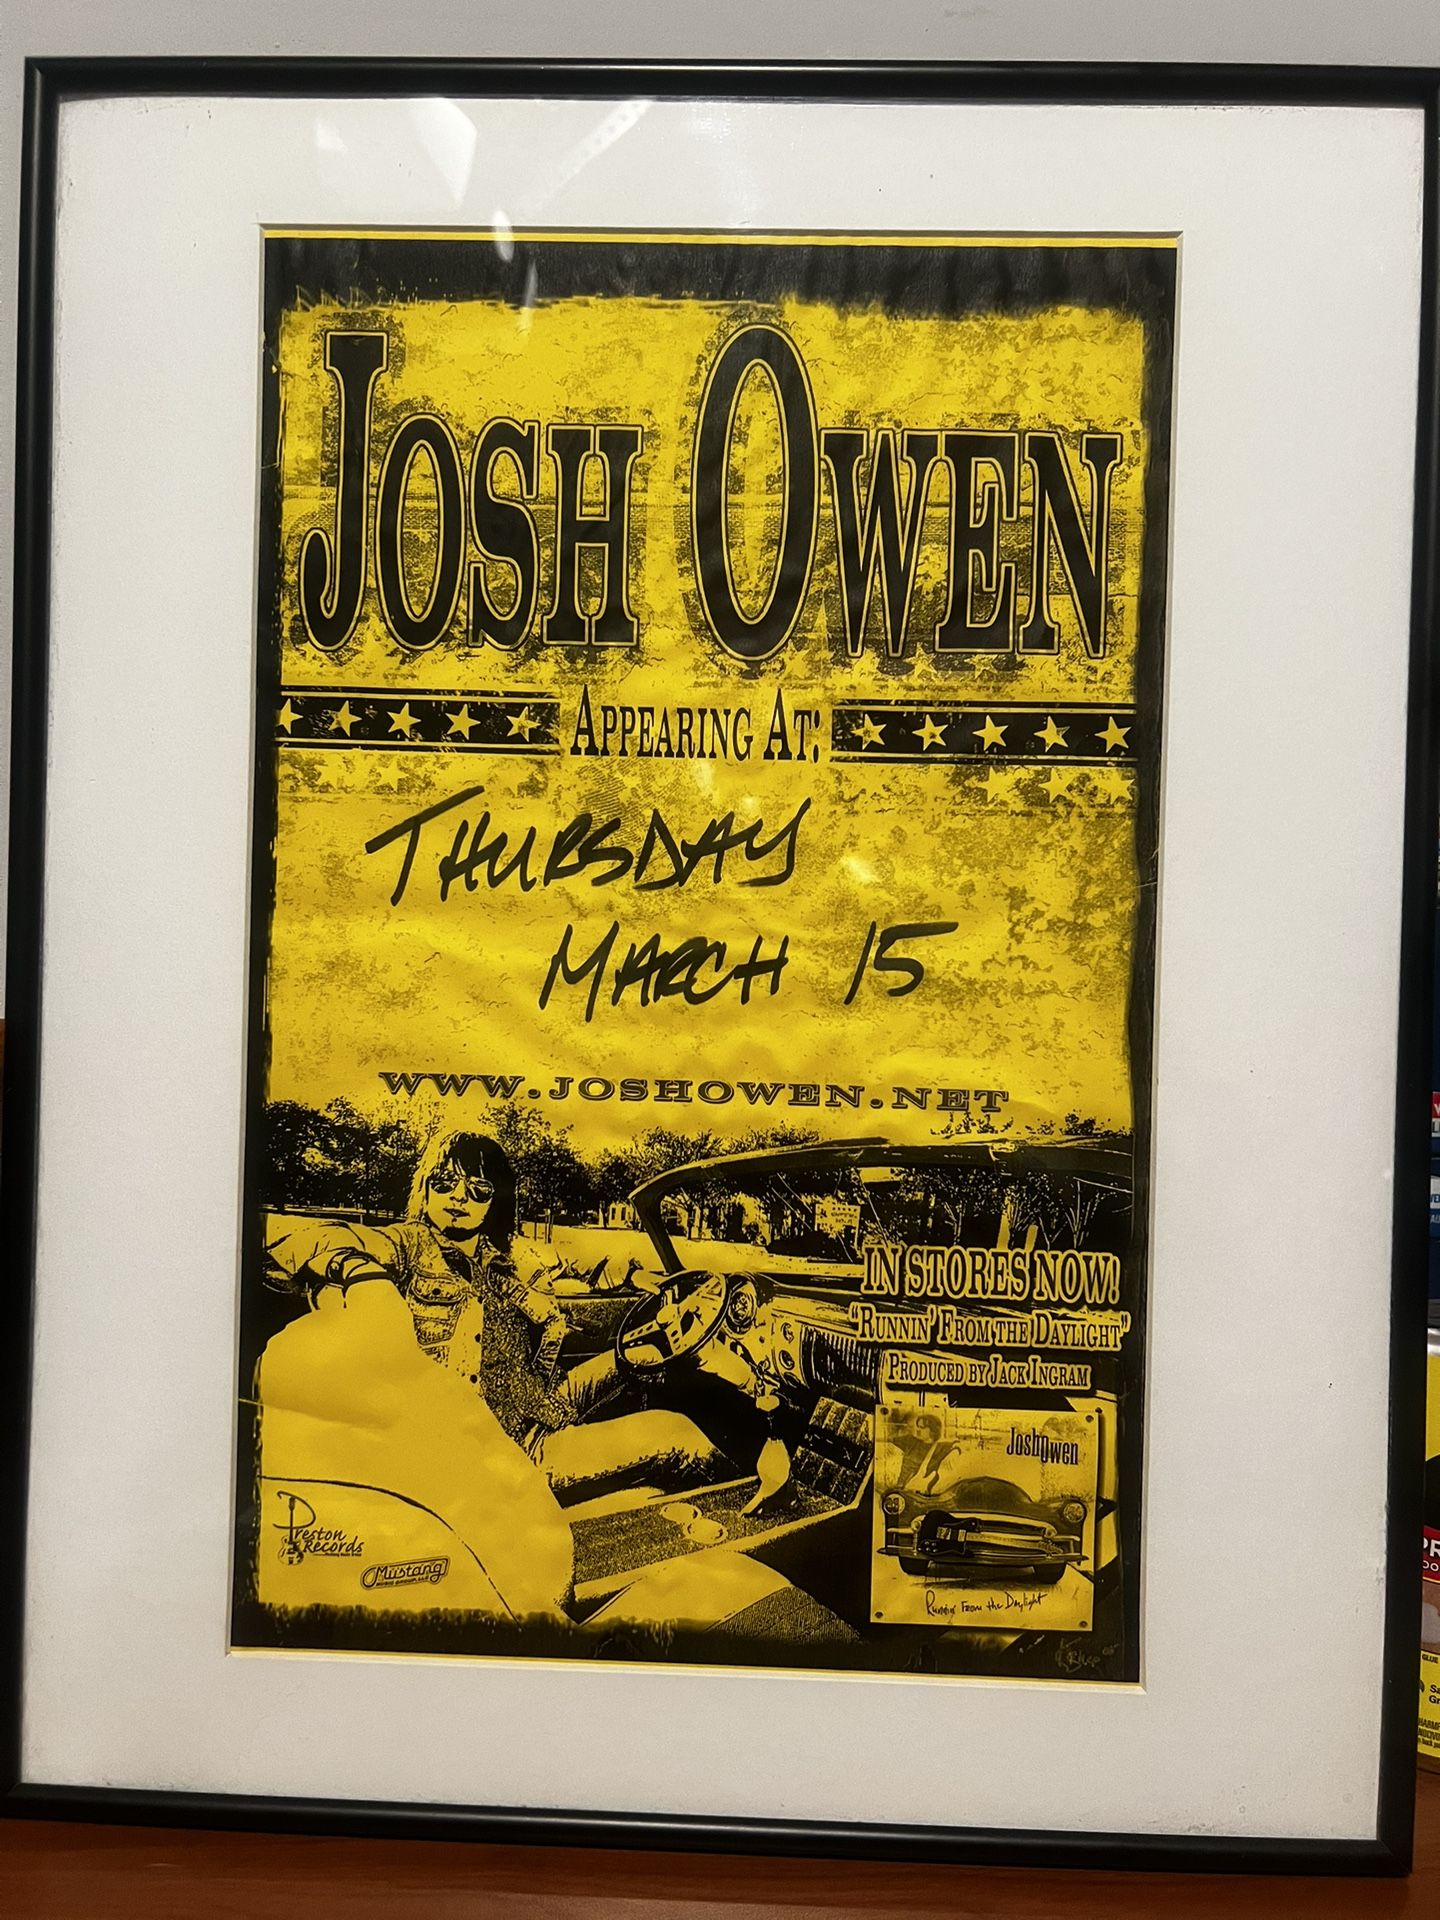 JOSH OWEN
APPEARING AT:
THURSDAY
MARCH 15
WWW.JOSHOWEN.NET
IN STORES NOW!
"RUNNIN' FROM THE DAYLIGHT"
PRODUCED BY JACK INGRAM
JoshOwen
Runnin' From the Daylight
Preston
Records
Mustang